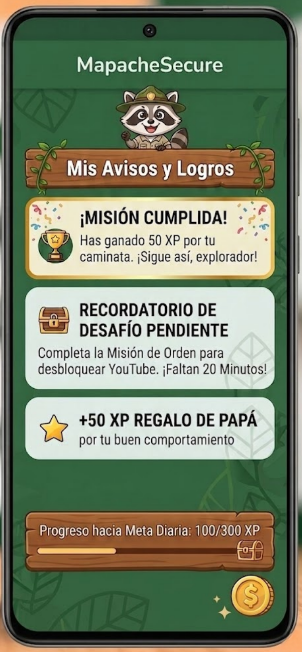 MapacheSecure
Mis Avisos y Logros
¡MISIÓN CUMPLIDA!
Has ganado 50 XP por tu
caminata. ¡Sigue así, explorador!
RECORDATORIO DE
DESAFÍO PENDIENTE
Completa la Misión de Orden para
desbloquear YouTube. ¡Faltan 20 Minutos!
+50 XP REGALO DE PAPÁ
por tu buen comportamiento
Progreso hacia Meta Diaria: 100/300 XP
$